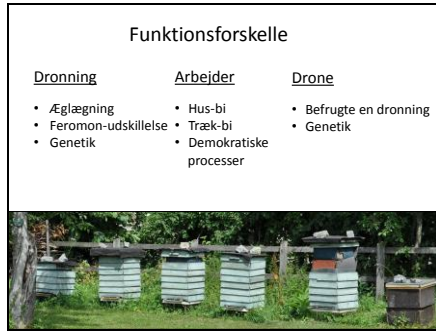 Funktionsforskelle
Dronning
• Æglægning
• Feromon-udskillelse
• Genetik
Arbejder
• Hus-bi
• Træk-bi
• Demokratiske
processer
Drone
• Befrugte en dronning
• Genetik